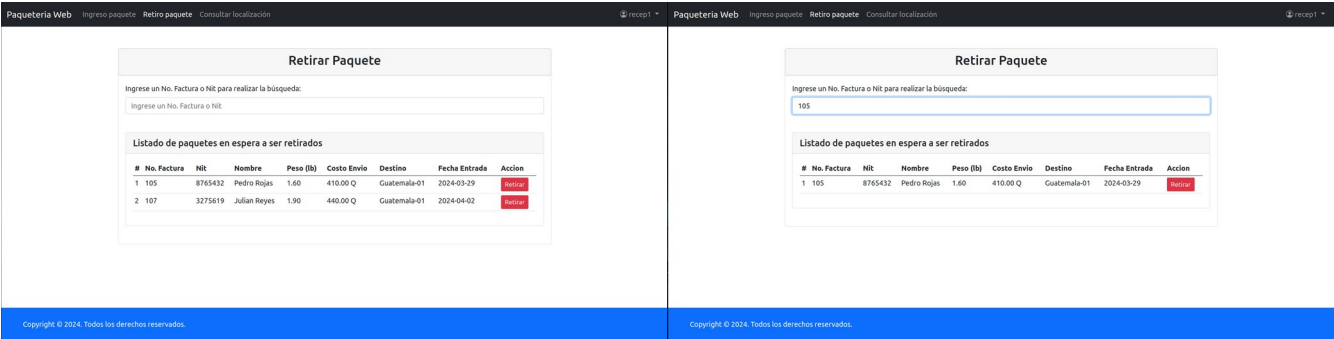 Paqueteria Web Ingreso paquete Retiro paquete Consultar localización recep1
Retirar Paquete
Ingrese un No. Factura o Nit para realizar la búsqueda:
Ingrese un No. Factura o Nit
Listado de paquetes en espera a ser retirados
# No. Factura Nit Nombre Peso (lb) Costo Envio Destino Fecha Entrada Accion
1 105 8765432 Pedro Rojas 1.60 410.00 Q Guatemala-01 2024-03-29 Retirar
2 107 3275619 Julian Reyes 1.90 440.00 Q Guatemala-01 2024-04-02 Retirar
Copyright © 2024. Todos los derechos reservados.
Paqueteria Web Ingreso paquete Retiro paquete Consultar localización recep1
Retirar Paquete
Ingrese un No. Factura o Nit para realizar la búsqueda:
105
Listado de paquetes en espera a ser retirados
# No. Factura Nit Nombre Peso (lb) Costo Envio Destino Fecha Entrada Accion
1 105 8765432 Pedro Rojas 1.60 410.00 Q Guatemala-01 2024-03-29 Retirar
Copyright © 2024. Todos los derechos reservados.